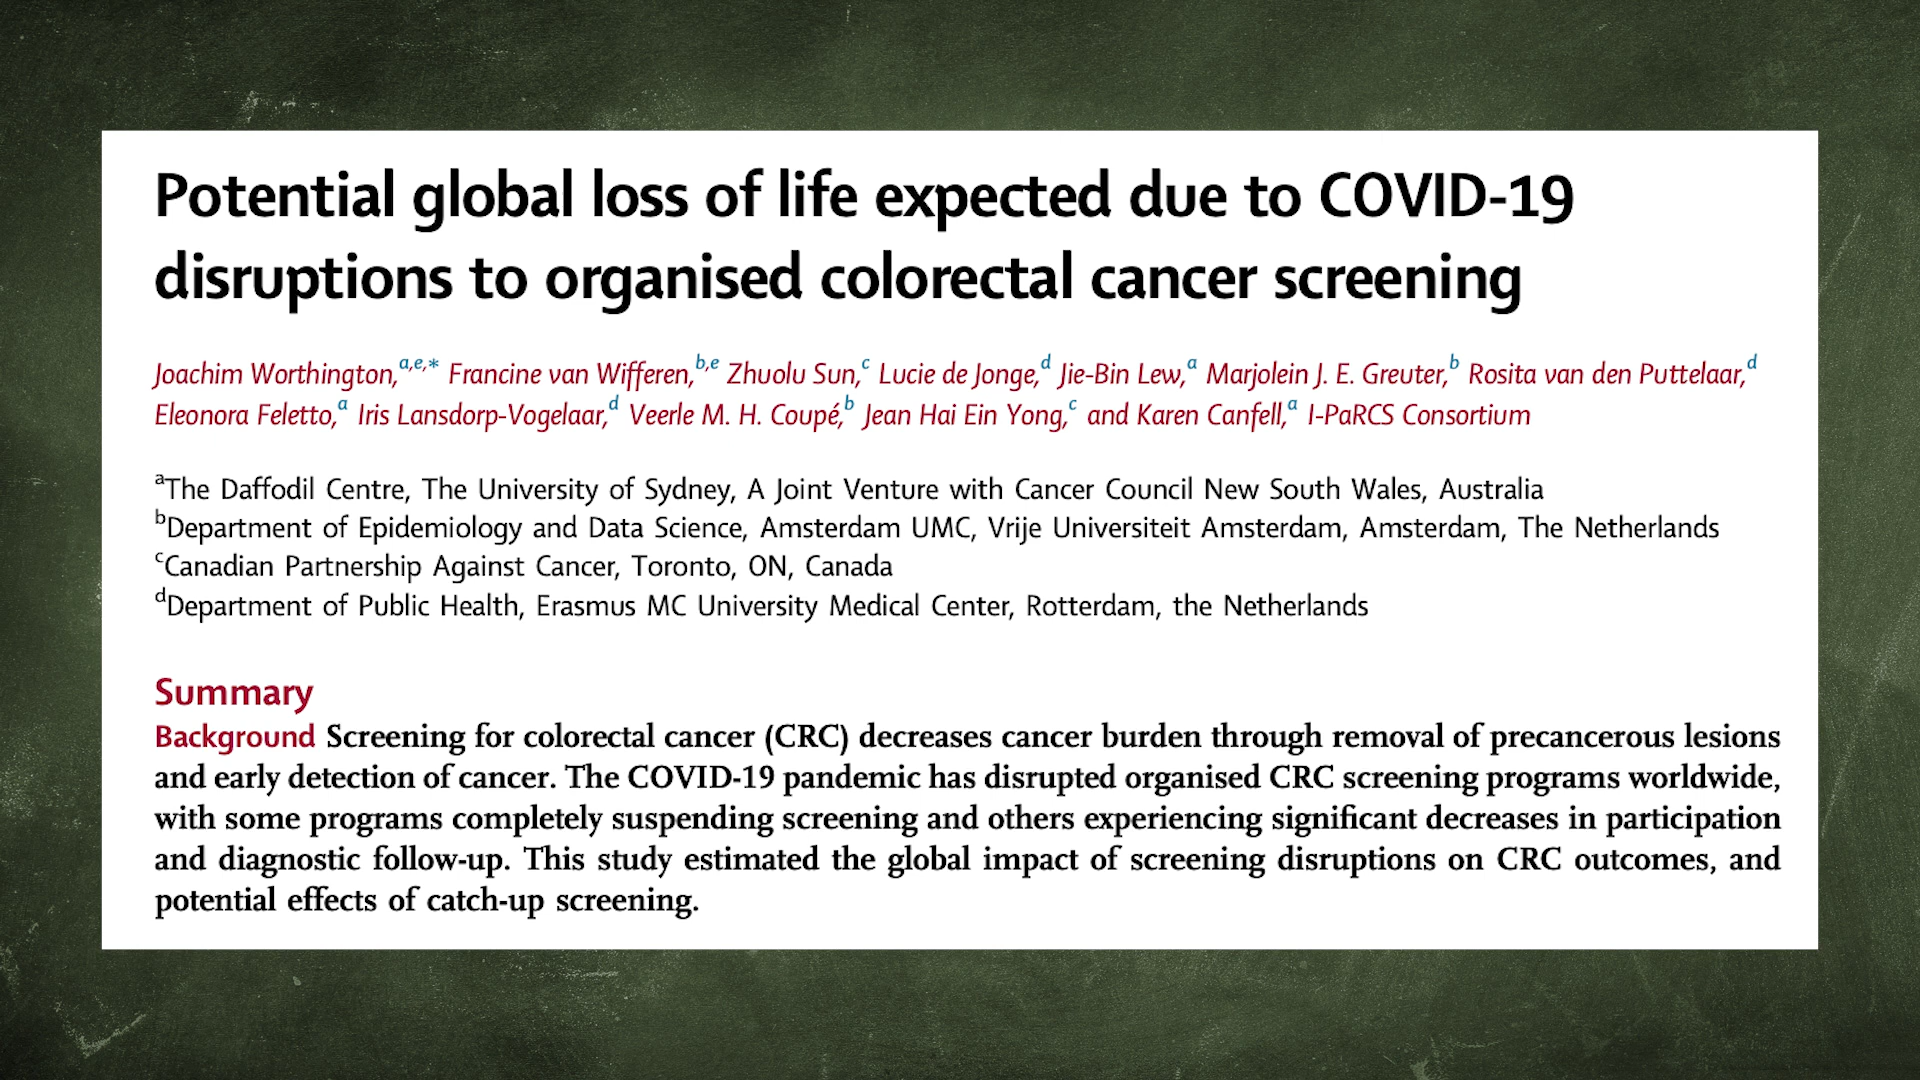 Potential global loss of life expected due to COVID-19
disruptions to organised colorectal cancer screening
Joachim Worthington,a,e,* Francine van Wifferen,b,e Zhuolu Sun,c Lucie de Jonge,d Jie-Bin Lew,a Marjolein J. E. Greuter,b Rosita van den Puttelaar,d
Eleonora Feletto,a Iris Lansdorp-Vogelaar,d Veerle M. H. Coupé,b Jean Hai Ein Yong,c and Karen Canfell,a I-PaRCS Consortium
aThe Daffodil Centre, The University of Sydney, A Joint Venture with Cancer Council New South Wales, Australia
bDepartment of Epidemiology and Data Science, Amsterdam UMC, Vrije Universiteit Amsterdam, Amsterdam, The Netherlands
cCanadian Partnership Against Cancer, Toronto, ON, Canada
dDepartment of Public Health, Erasmus MC University Medical Center, Rotterdam, the Netherlands
Summary
Background Screening for colorectal cancer (CRC) decreases cancer burden through removal of precancerous lesions
and early detection of cancer. The COVID-19 pandemic has disrupted organised CRC screening programs worldwide,
with some programs completely suspending screening and others experiencing significant decreases in participation
and diagnostic follow-up. This study estimated the global impact of screening disruptions on CRC outcomes, and
potential effects of catch-up screening.